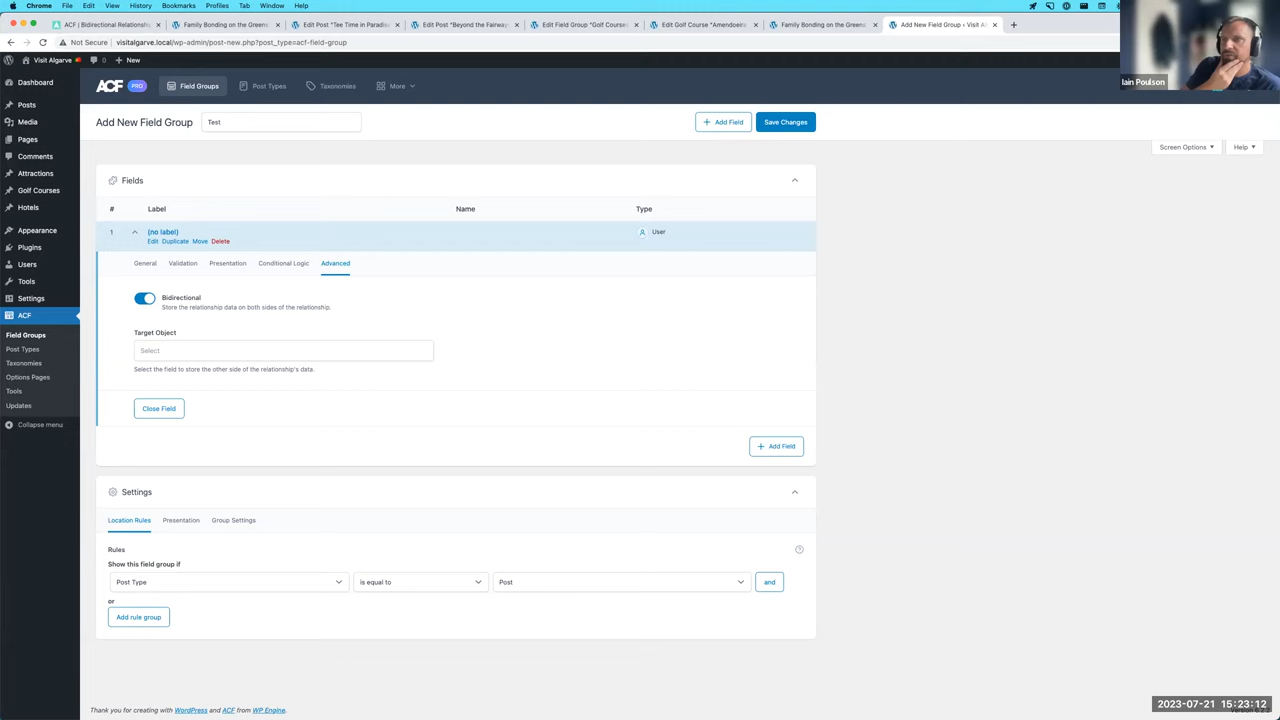 Chrome File Edit View History Bookmarks Profiles Tab Window Help
ACF | Bidirectional Relationsh
Family Bonding on the Greens
Edit Post "Tee Time in Paradis
Edit Post "Beyond the Fairway
Edit Field Group "Golf Courses
Edit Golf Course "Amendoeira
Family Bonding on the Greens
Add New Field Group ‹ Visit Al
Not Secure visitalgarve.local/wp-admin/post-new.php?post_type=acf-field-group
Iain Poulson
Visit Algarve 0 New
Dashboard
Posts
Media
Pages
Comments
Attractions
Golf Courses
Hotels
Appearance
Plugins
Users
Tools
Settings
ACF
Field Groups
Post Types
Taxonomies
Options Pages
Tools
Updates
Collapse menu
ACF PRO Field Groups Post Types Taxonomies More
Add New Field Group Test + Add Field Save Changes
Screen Options Help
Fields
# Label Name Type
1 (no label) User
Edit Duplicate Move Delete
General Validation Presentation Conditional Logic Advanced
Bidirectional
Store the relationship data on both sides of the relationship.
Target Object
Select
Select the field to store the other side of the relationship's data.
Close Field
+ Add Field
Settings
Location Rules Presentation Group Settings
Rules
Show this field group if
Post Type is equal to Post and
or
Add rule group
Thank you for creating with WordPress and ACF from WP Engine.
2023-07-21 15:23:12